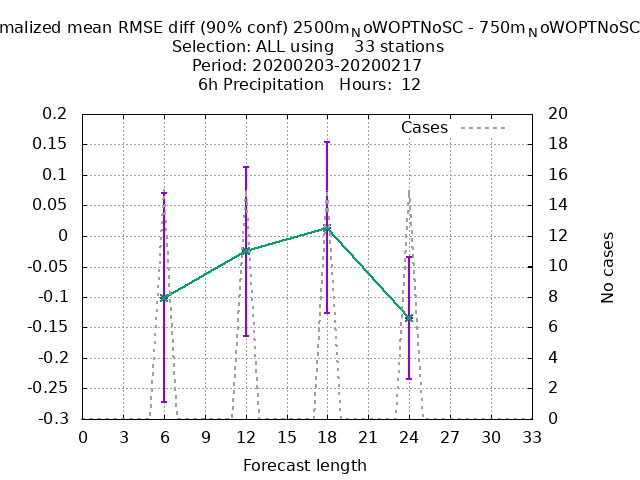 malized mean RMSE diff (90% conf) 2500mNoWOPTNoSC - 750mNoWOPTNoSC
Selection: ALL using 33 stations
Period: 20200203-20200217
6h Precipitation Hours: 12
Cases
0.2
0.15
0.1
0.05
0
-0.05
-0.1
-0.15
-0.2
-0.25
-0.3
20
18
16
14
12
10
8
6
4
2
0
No cases
0 3 6 9 12 15 18 21 24 27 30 33
Forecast length